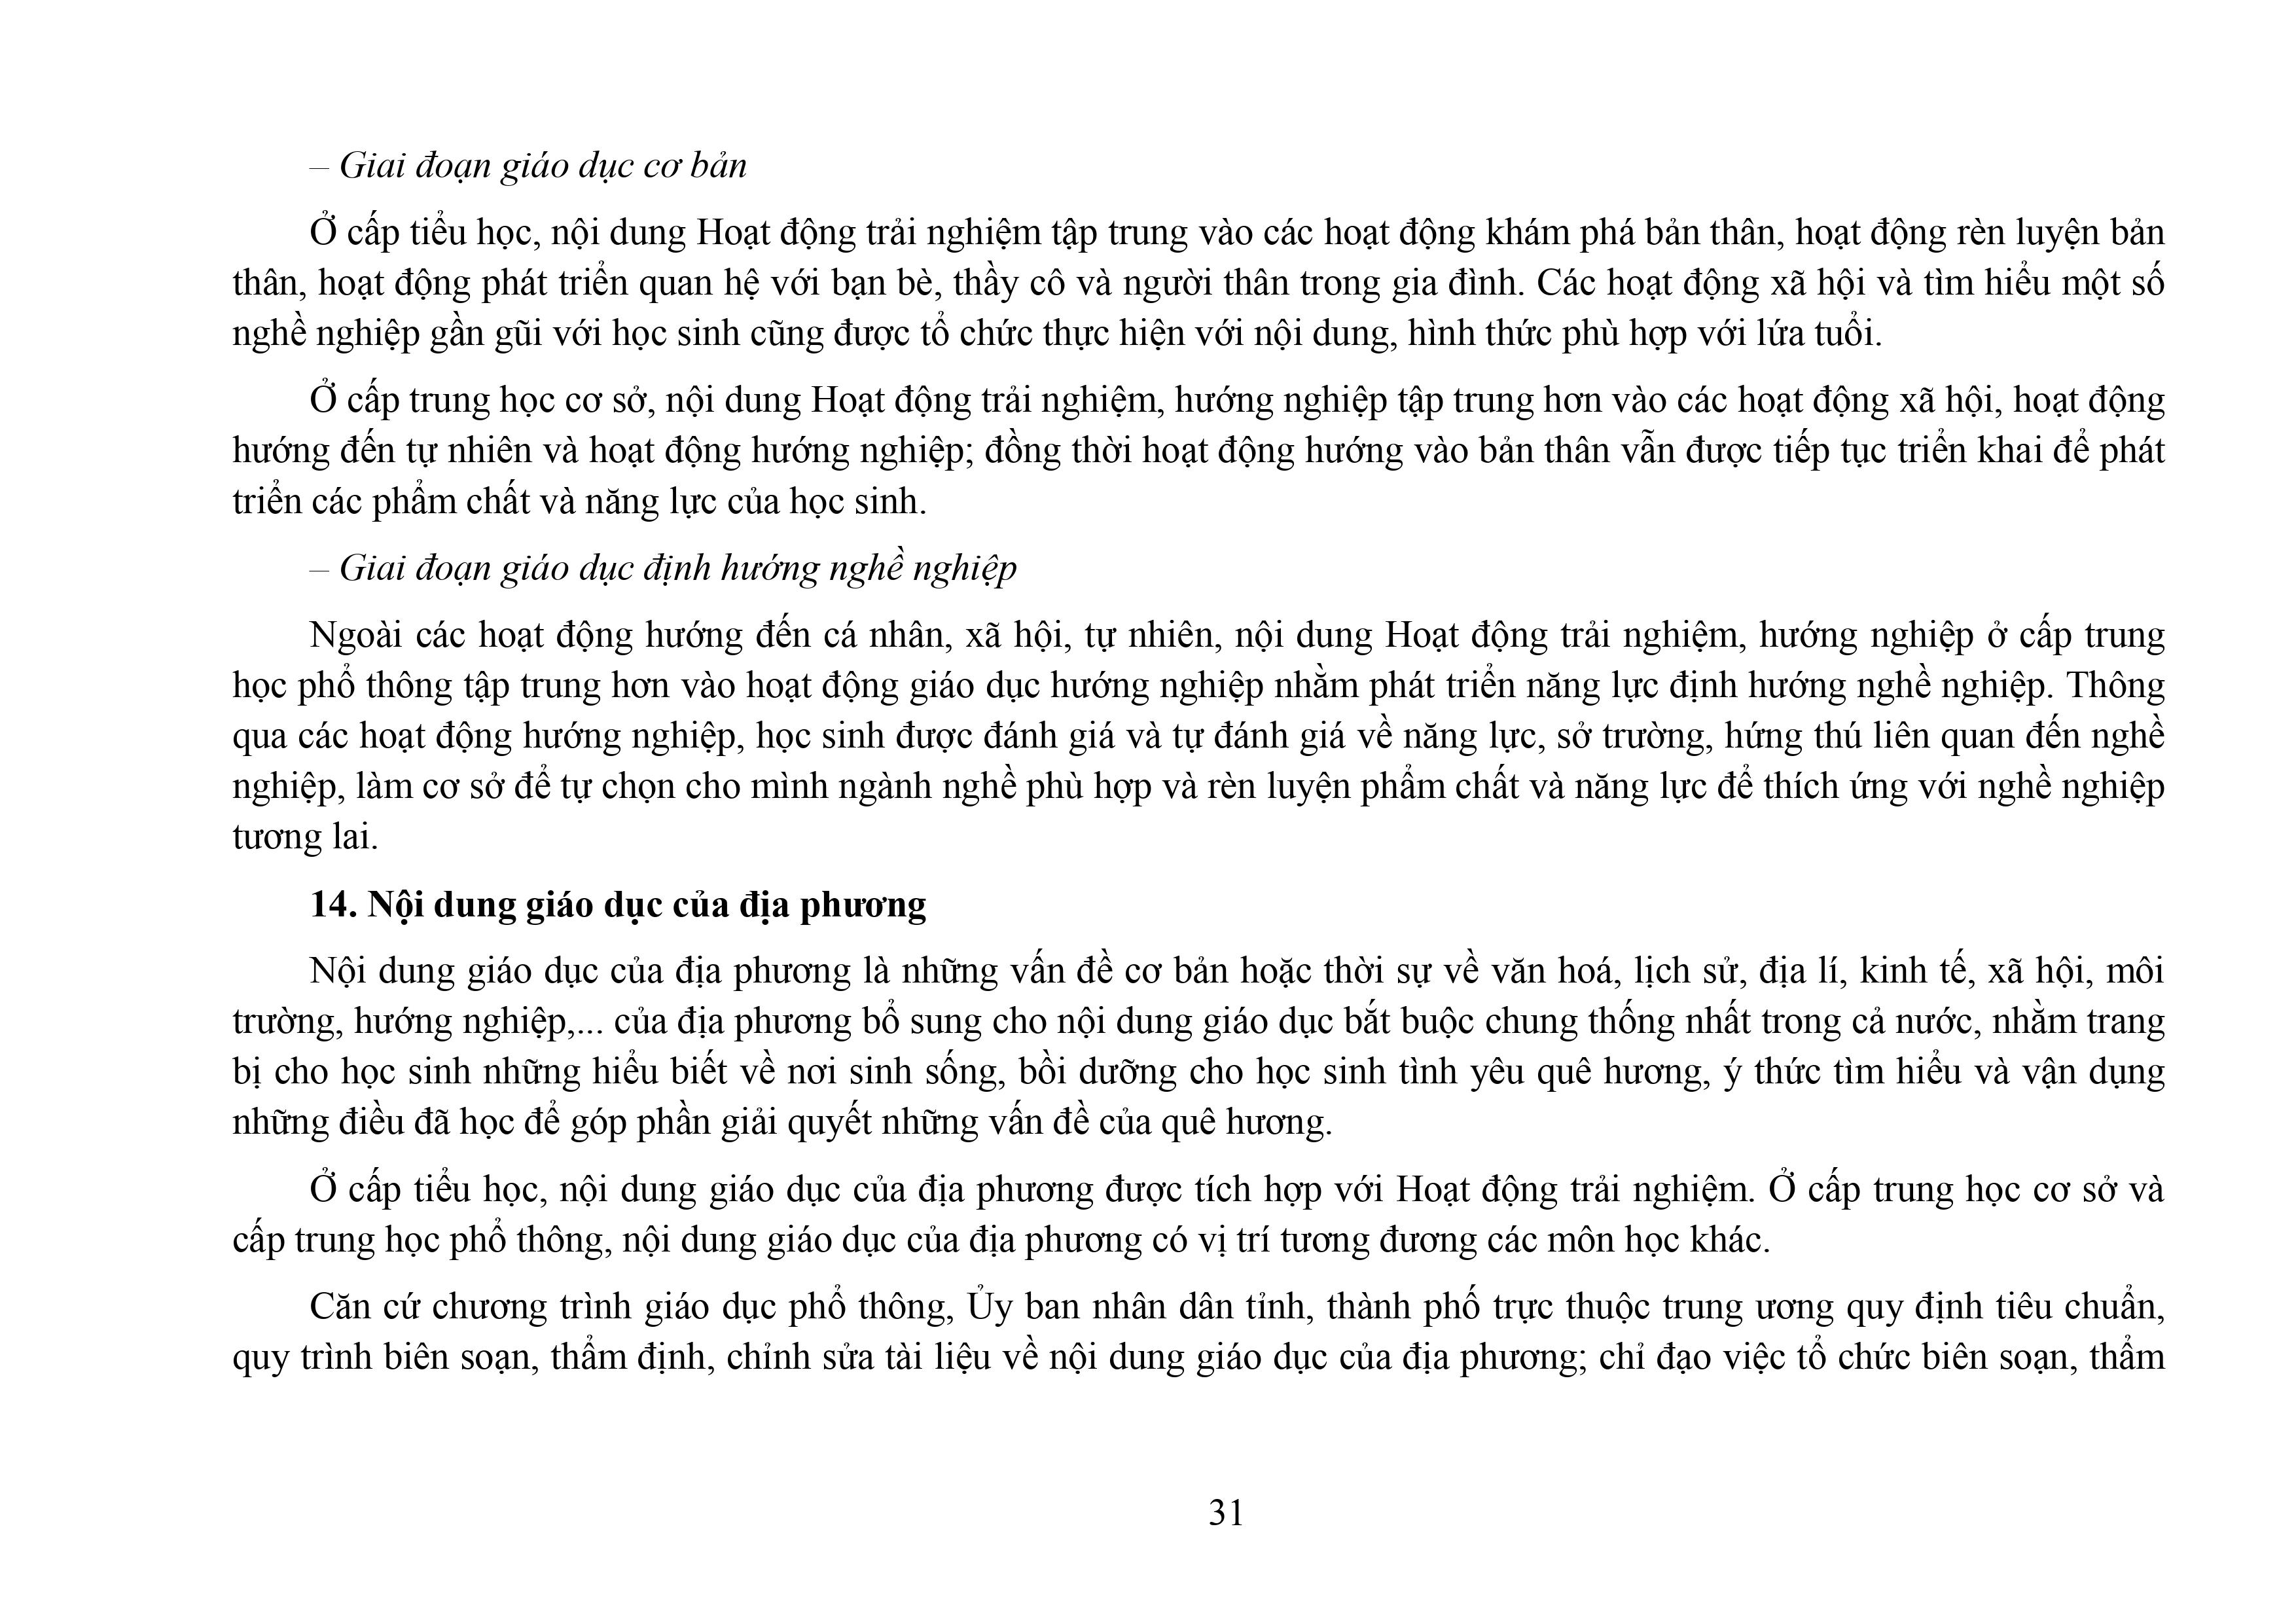 – Giai đoạn giáo dục cơ bản
Ở cấp tiểu học, nội dung Hoạt động trải nghiệm tập trung vào các hoạt động khám phá bản thân, hoạt động rèn luyện bản
thân, hoạt động phát triển quan hệ với bạn bè, thầy cô và người thân trong gia đình. Các hoạt động xã hội và tìm hiểu một số
nghề nghiệp gần gũi với học sinh cũng được tổ chức thực hiện với nội dung, hình thức phù hợp với lứa tuổi.
Ở cấp trung học cơ sở, nội dung Hoạt động trải nghiệm, hướng nghiệp tập trung hơn vào các hoạt động xã hội, hoạt động
hướng đến tự nhiên và hoạt động hướng nghiệp; đồng thời hoạt động hướng vào bản thân vẫn được tiếp tục triển khai để phát
triển các phẩm chất và năng lực của học sinh.
– Giai đoạn giáo dục định hướng nghề nghiệp
Ngoài các hoạt động hướng đến cá nhân, xã hội, tự nhiên, nội dung Hoạt động trải nghiệm, hướng nghiệp ở cấp trung
học phổ thông tập trung hơn vào hoạt động giáo dục hướng nghiệp nhằm phát triển năng lực định hướng nghề nghiệp. Thông
qua các hoạt động hướng nghiệp, học sinh được đánh giá và tự đánh giá về năng lực, sở trường, hứng thú liên quan đến nghề
nghiệp, làm cơ sở để tự chọn cho mình ngành nghề phù hợp và rèn luyện phẩm chất và năng lực để thích ứng với nghề nghiệp
tương lai.
14. Nội dung giáo dục của địa phương
Nội dung giáo dục của địa phương là những vấn đề cơ bản hoặc thời sự về văn hoá, lịch sử, địa lí, kinh tế, xã hội, môi
trường, hướng nghiệp,... của địa phương bổ sung cho nội dung giáo dục bắt buộc chung thống nhất trong cả nước, nhằm trang
bị cho học sinh những hiểu biết về nơi sinh sống, bồi dưỡng cho học sinh tình yêu quê hương, ý thức tìm hiểu và vận dụng
những điều đã học để góp phần giải quyết những vấn đề của quê hương.
Ở cấp tiểu học, nội dung giáo dục của địa phương được tích hợp với Hoạt động trải nghiệm. Ở cấp trung học cơ sở và
cấp trung học phổ thông, nội dung giáo dục của địa phương có vị trí tương đương các môn học khác.
Căn cứ chương trình giáo dục phổ thông, Ủy ban nhân dân tỉnh, thành phố trực thuộc trung ương quy định tiêu chuẩn,
quy trình biên soạn, thẩm định, chỉnh sửa tài liệu về nội dung giáo dục của địa phương; chỉ đạo việc tổ chức biên soạn, thẩm
31